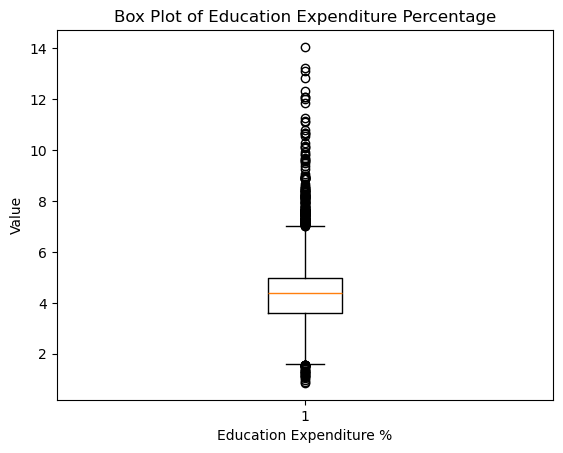 Box Plot of Education Expenditure Percentage
14
12
10
8
6
4
2
Value
1
Education Expenditure %